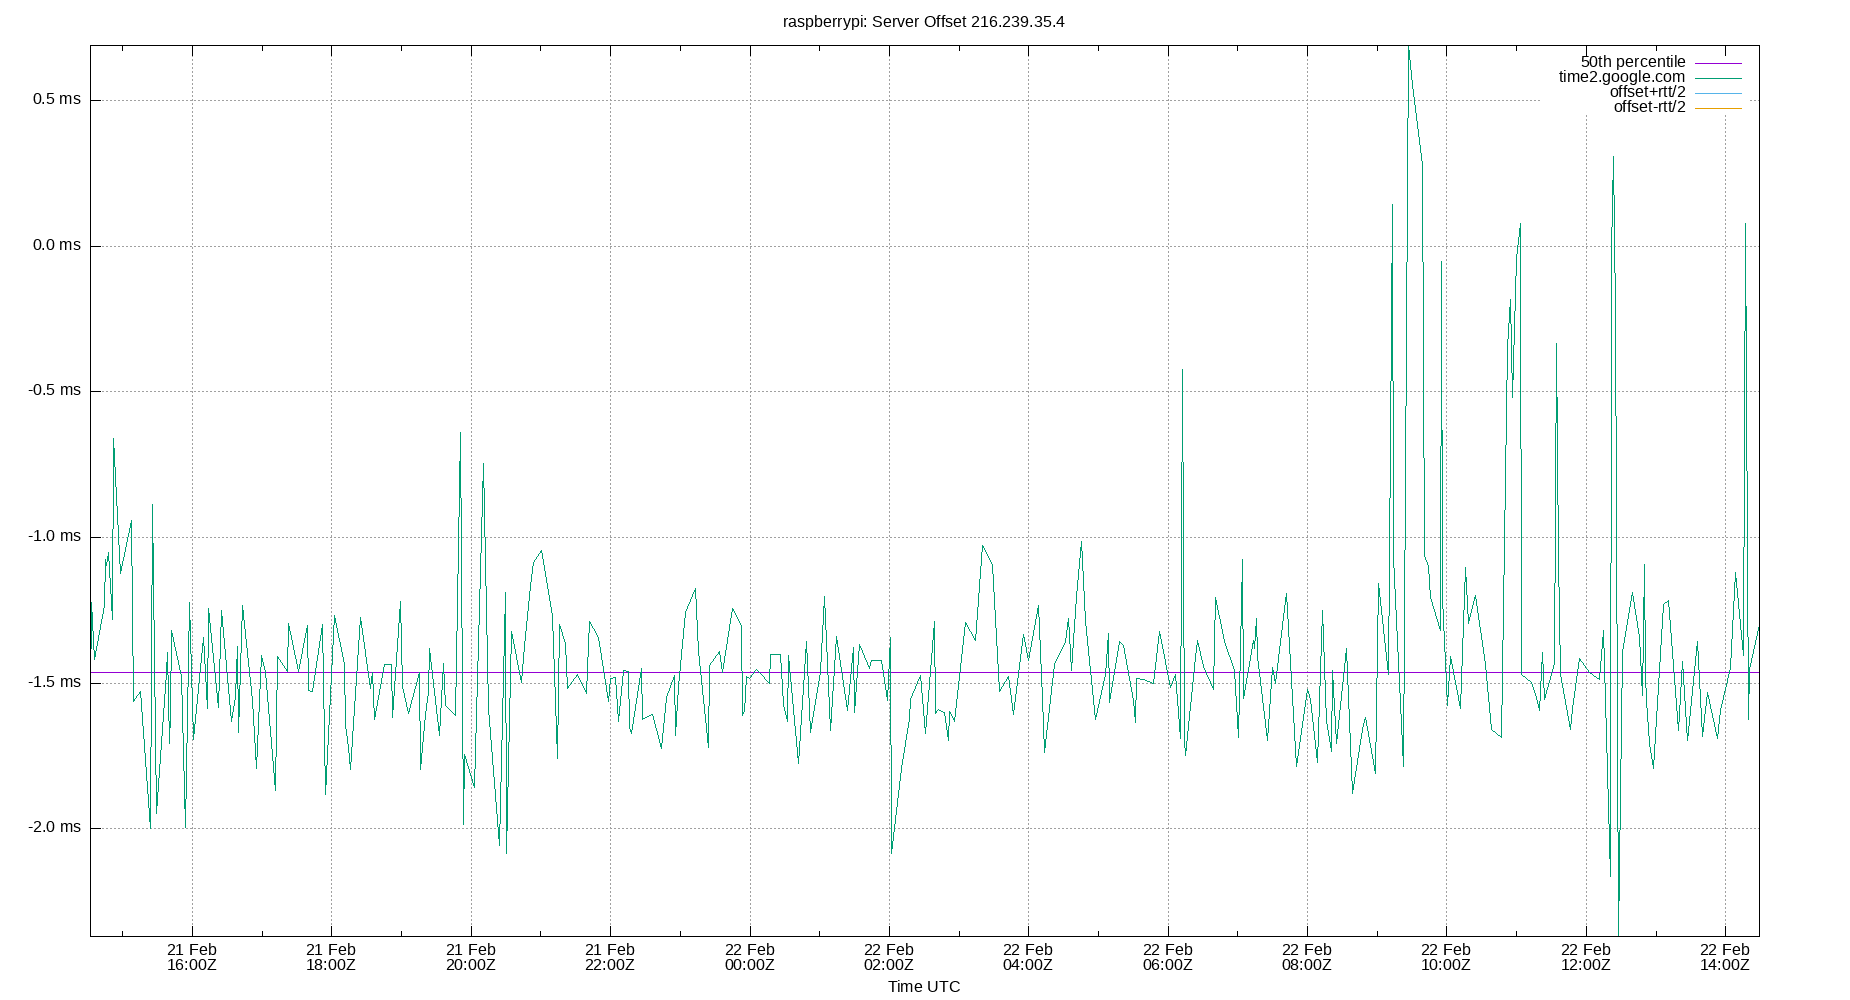 raspberrypi: Server Offset 216.239.35.4
50th percentile
time2.google.com
offset+rtt/2
offset-rtt/2
0.5 ms
0.0 ms
-0.5 ms
-1.0 ms
-1.5 ms
-2.0 ms
21 Feb 21 Feb 21 Feb 21 Feb 22 Feb 22 Feb 22 Feb 22 Feb 22 Feb 22 Feb 22 Feb 22 Feb
16:00Z 18:00Z 20:00Z 22:00Z 00:00Z 02:00Z 04:00Z 06:00Z 08:00Z 10:00Z 12:00Z 14:00Z
Time UTC